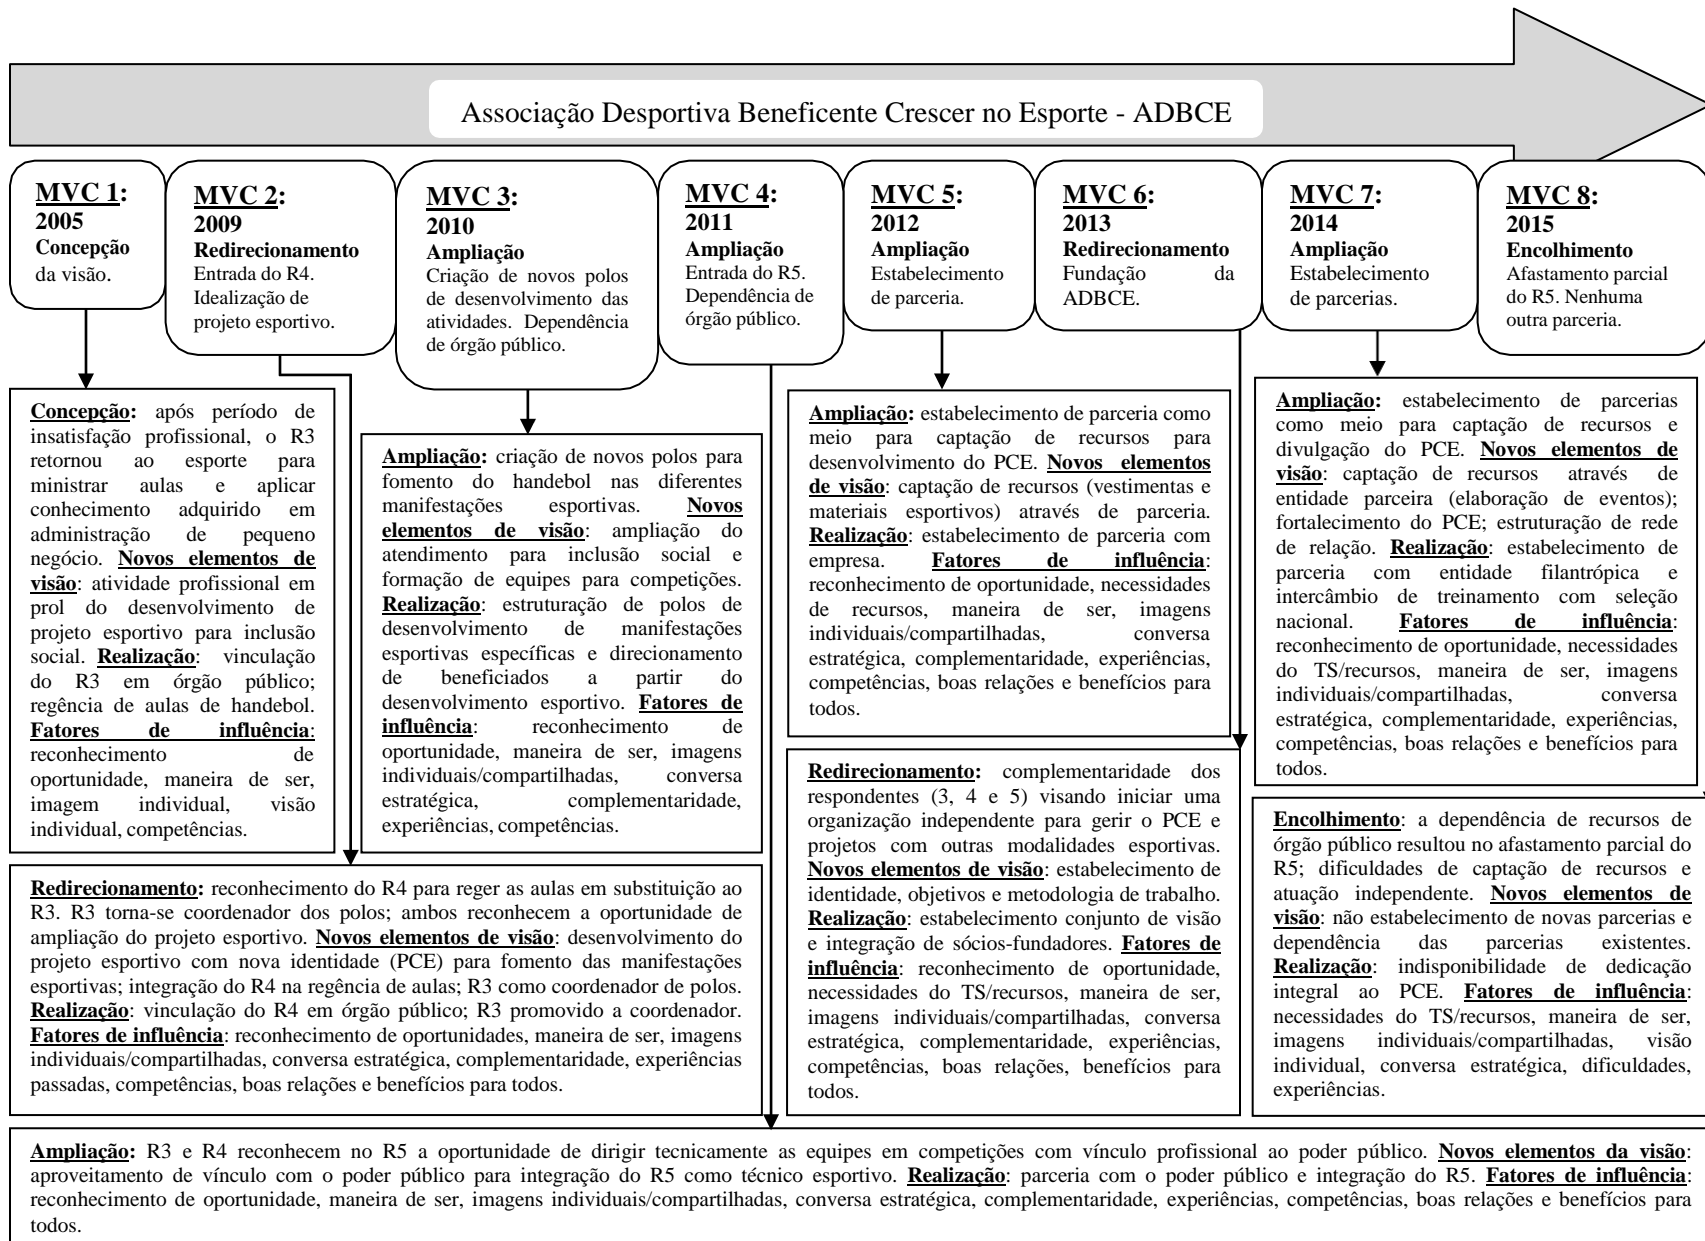 Associação Desportiva Beneficente Crescer no Esporte - ADBCE
MVC 1:
2005
Concepção
da visão.
MVC 2:
2009
Redirecionamento
Entrada do R4.
Idealização de
projeto esportivo.
MVC 3:
2010
Ampliação
Criação de novos polos
de desenvolvimento das
atividades. Dependência
de órgão público.
MVC 4:
2011
Ampliação
Entrada do R5.
Dependência de
órgão público.
MVC 5:
2012
Ampliação
Estabelecimento
de parceria.
MVC 6:
2013
Redirecionamento
Fundação da
ADBCE.
MVC 7:
2014
Ampliação
Estabelecimento
de parcerias.
MVC 8:
2015
Encolhimento
Afastamento parcial
do R5. Nenhuma
outra parceria.
Concepção: após período de
insatisfação profissional, o R3
retornou ao esporte para
ministrar aulas e aplicar
conhecimento adquirido em
administração de pequeno
negócio. Novos elementos de
visão: atividade profissional em
prol do desenvolvimento de
projeto esportivo para inclusão
social. Realização: vinculação
do R3 em órgão público;
regência de aulas de handebol.
Fatores de influência:
reconhecimento de
oportunidade, maneira de ser,
imagem individual, visão
individual, competências.
Ampliação: criação de novos polos para
fomento do handebol nas diferentes
manifestações esportivas. Novos
elementos de visão: ampliação do
atendimento para inclusão social e
formação de equipes para competições.
Realização: estruturação de polos de
desenvolvimento de manifestações
esportivas específicas e direcionamento
de beneficiados a partir do
desenvolvimento esportivo. Fatores de
influência: reconhecimento de
oportunidade, maneira de ser, imagens
individuais/compartilhadas, conversa
estratégica, complementaridade,
experiências, competências.
Ampliação: estabelecimento de parceria como
meio para captação de recursos para
desenvolvimento do PCE. Novos elementos
de visão: captação de recursos (vestimentas e
materiais esportivos) através de parceria.
Realização: estabelecimento de parceria com
empresa. Fatores de influência:
reconhecimento de oportunidade, necessidades
de recursos, maneira de ser, imagens
individuais/compartilhadas, conversa
estratégica, complementaridade, experiências,
competências, boas relações e benefícios para
todos.
Ampliação: estabelecimento de parcerias
como meio para captação de recursos e
divulgação do PCE. Novos elementos de
visão: captação de recursos através de
entidade parceira (elaboração de eventos);
fortalecimento do PCE; estruturação de rede
de relação. Realização: estabelecimento de
parceria com entidade filantrópica e
intercâmbio de treinamento com seleção
nacional. Fatores de influência:
reconhecimento de oportunidade, necessidades
do TS/recursos, maneira de ser, imagens
individuais/compartilhadas, conversa
estratégica, complementaridade, experiências,
competências, boas relações e benefícios para
todos.
Redirecionamento: reconhecimento do R4 para reger as aulas em substituição ao
R3. R3 torna-se coordenador dos polos; ambos reconhecem a oportunidade de
ampliação do projeto esportivo. Novos elementos de visão: desenvolvimento do
projeto esportivo com nova identidade (PCE) para fomento das manifestações
esportivas; integração do R4 na regência de aulas; R3 como coordenador de polos.
Realização: vinculação do R4 em órgão público; R3 promovido a coordenador.
Fatores de influência: reconhecimento de oportunidades, maneira de ser, imagens
individuais/compartilhadas, conversa estratégica, complementaridade, experiências
passadas, competências, boas relações e benefícios para todos.
Redirecionamento: complementaridade dos
respondentes (3, 4 e 5) visando iniciar uma
organização independente para gerir o PCE e
projetos com outras modalidades esportivas.
Novos elementos de visão: estabelecimento de
identidade, objetivos e metodologia de trabalho.
Realização: estabelecimento conjunto de visão
e integração de sócios-fundadores. Fatores de
influência: reconhecimento de oportunidade,
necessidades do TS/recursos, maneira de ser,
imagens individuais/compartilhadas, conversa
estratégica, complementaridade, experiências,
competências, boas relações, benefícios para
todos.
Encolhimento: a dependência de recursos de
órgão público resultou no afastamento parcial do
R5; dificuldades de captação de recursos e
atuação independente. Novos elementos de
visão: não estabelecimento de novas parcerias e
dependência das parcerias existentes.
Realização: indisponibilidade de dedicação
integral ao PCE. Fatores de influência:
necessidades do TS/recursos, maneira de ser,
imagens individuais/compartilhadas, visão
individual, conversa estratégica, dificuldades,
experiências.
Ampliação: R3 e R4 reconhecem no R5 a oportunidade de dirigir tecnicamente as equipes em competições com vínculo profissional ao poder público. Novos elementos da visão:
aproveitamento de vínculo com o poder público para integração do R5 como técnico esportivo. Realização: parceria com o poder público e integração do R5. Fatores de influência:
reconhecimento de oportunidade, maneira de ser, imagens individuais/compartilhadas, conversa estratégica, complementaridade, experiências, competências, boas relações e benefícios para
todos.